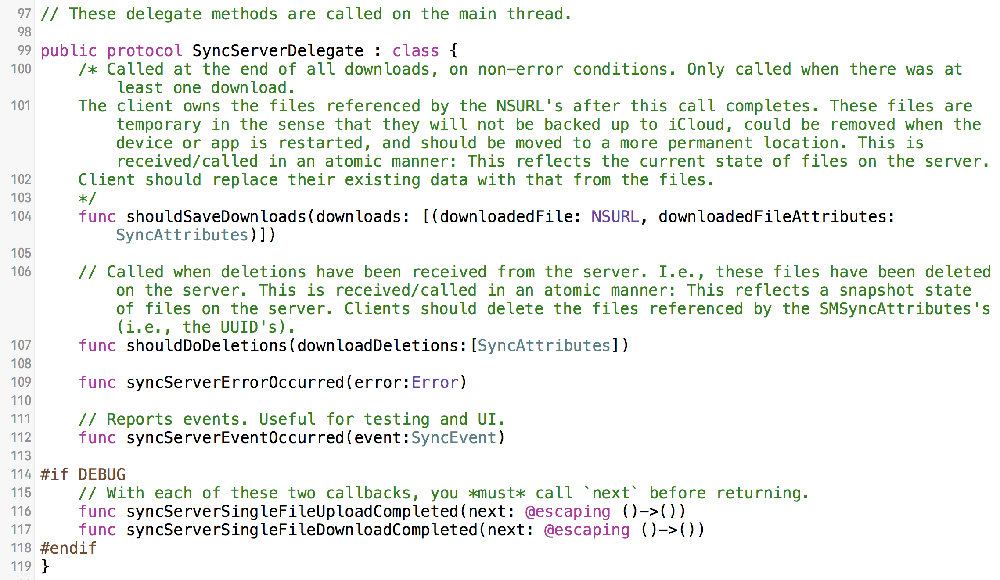 97 // These delegate methods are called on the main thread.
98
99 public protocol SyncServerDelegate : class {
100     /* Called at the end of all downloads, on non-error conditions. Only called when there was at
least one download.
101     The client owns the files referenced by the NSURL's after this call completes. These files are
temporary in the sense that they will not be backed up to iCloud, could be removed when the
device or app is restarted, and should be moved to a more permanent location. This is
received/called in an atomic manner: This reflects the current state of files on the server.
102     Client should replace their existing data with that from the files.
103     */
104     func shouldSaveDownloads(downloads: [(downloadedFile: NSURL, downloadedFileAttributes:
SyncAttributes)])
105
106     // Called when deletions have been received from the server. I.e., these files have been deleted
on the server. This is received/called in an atomic manner: This reflects a snapshot state
of files on the server. Clients should delete the files referenced by the SMSyncAttributes's
(i.e., the UUID's).
107     func shouldDoDeletions(downloadDeletions:[SyncAttributes])
108
109     func syncServerErrorOccurred(error:Error)
110
111     // Reports events. Useful for testing and UI.
112     func syncServerEventOccurred(event:SyncEvent)
113
114 #if DEBUG
115     // With each of these two callbacks, you *must* call `next` before returning.
116     func syncServerSingleFileUploadCompleted(next: @escaping ()->())
117     func syncServerSingleFileDownloadCompleted(next: @escaping ()->())
118 #endif
119 }